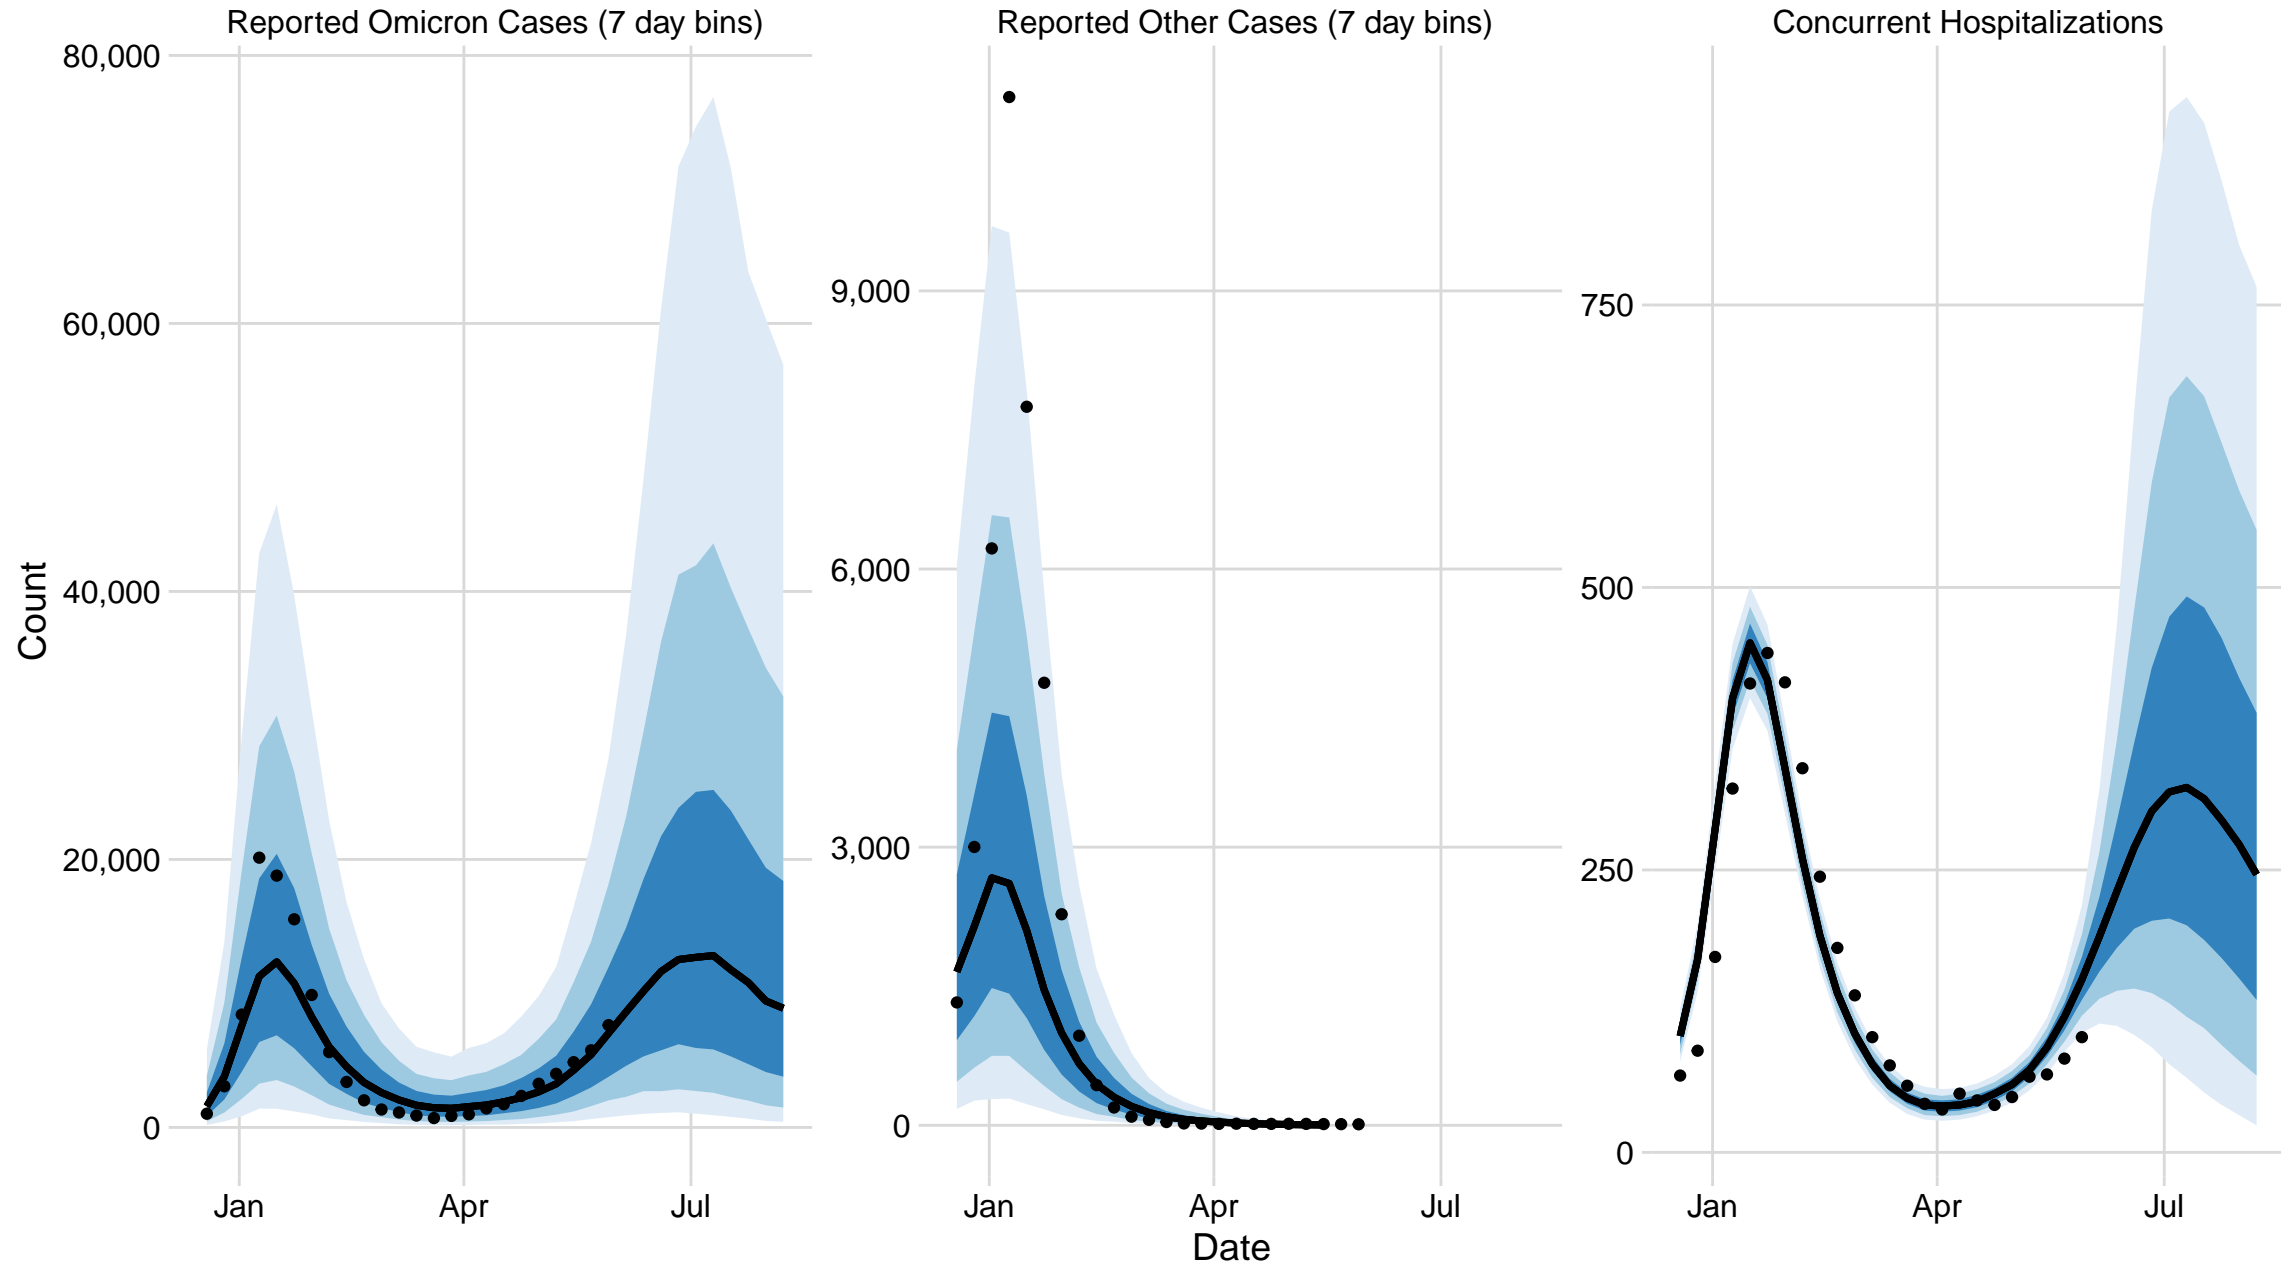 Reported Omicron Cases (7 day bins)
Reported Other Cases (7 day bins)
Concurrent Hospitalizations
Count
80,000
60,000
40,000
20,000
0
9,000
6,000
3,000
0
750
500
250
0
Jan
Apr
Jul
Jan
Apr
Jul
Jan
Apr
Jul
Date